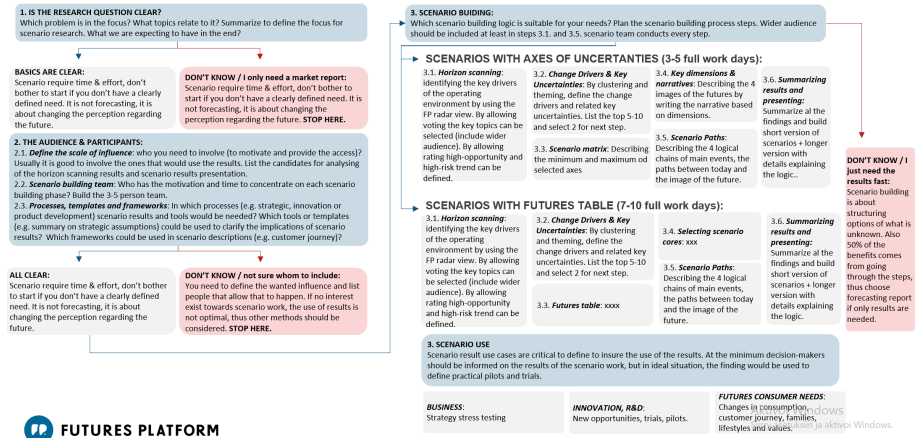 1. IS THE RESEARCH QUESTION CLEAR?
Which problem is in the focus? What topics relate to it? Summarize to define the focus for
scenario research. What we are expecting to have in the end?
BASICS ARE CLEAR:
Scenario require time & effort, don't
bother to start if you don't have a clearly
defined need. It is not forecasting, it is
about changing the perception regarding
the future.
DON'T KNOW / I only need a market report:
Scenario require time & effort, don't bother to
start if you don't have a clearly defined need. It is
not forecasting, it is about changing the
perception regarding the future. STOP HERE.
2. THE AUDIENCE & PARTICIPANTS:
2.1. Define the scale of influence: who you need to involve (to motivate and provide the access)?
Usually it is good to involve the ones that would use the results. List the candidates for analysing
of the horizon scanning results and scenario results presentation.
2.2. Scenario building team: Who has the motivation and time to concentrate on each scenario
building phase? Build the 3-5 person team.
2.3. Processes, templates and frameworks: In which processes (e.g. strategic, innovation or
product development) scenario results and tools would be needed? Which tools or templates
(e.g. summary on strategic assumptions) could be used to clarify the implications of scenario
results? Which frameworks could be used in scenario descriptions (e.g. customer journey)?
ALL CLEAR:
Scenario require time & effort, don't bother
to start if you don't have a clearly defined
need. It is not forecasting, it is about
changing the perception regarding the
future.
DON'T KNOW / not sure whom to include:
You need to define the wanted influence and list
people that allow that to happen. If no interest
exist towards scenario work, the use of results is
not optimal, thus other methods should be
considered. STOP HERE.
FUTURES PLATFORM
3. SCENARIO BUIDING:
Which scenario building logic is suitable for your needs? Plan the scenario building process steps. Wider audience
should be included at least in steps 3.1. and 3.5. scenario team conducts every step.
SCENARIOS WITH AXES OF UNCERTANTIES (3-5 full work days):
3.1. Horizon scanning:
identifying the key drivers
of the operating
environment by using the
FP radar view. By allowing
voting the key topics can be
selected (include wider
audience). By allowing
rating high-opportunity and
high-risk trend can be
defined.
3.2. Change Drivers & Key
Uncertainties: By clustering and
theming, define the change
drivers and related key
uncertainties. List the top 5-10
and select 2 for next step.
3.3. Scenario matrix: Describing
the minimum and maximum od
selected axes
3.4. Key dimensions &
narratives: Describing the 4
images of the futures by
writing the narrative based
on dimensions.
3.5. Scenario Paths:
Describing the 4 logical
chains of main events, the
paths between today and
the image of the future.
3.6. Summarizing
results and
presenting:
Summarize al the
findings and build
short version of
scenarios + longer
version with
details explaining
the logic..
SCENARIOS WITH FUTURES TABLE (7-10 full work days):
3.1. Horizon scanning:
identifying the key drivers
of the operating
environment by using the
FP radar view. By allowing
voting the key topics can
be selected (include wider
audience). By allowing
rating high-opportunity
and high-risk trend can be
defined.
3.2. Change Drivers & Key
Uncertainties: By clustering
and theming, define the
change drivers and related key
uncertainties. List the top 5-10
and select 2 for next step.
3.3. Futures table: xxxx
3.4. Selecting scenario
cores: xxx
3.5. Scenario Paths:
Describing the 4 logical
chains of main events,
the paths between today
and the image of the
future.
3.6. Summarizing
results and
presenting:
Summarize al the
findings and build
short version of
scenarios + longer
version with
details explaining
the logic.
DON'T KNOW / I
just need the
results fast:
Scenario building
is about
structuring
options of what is
unknown. Also
50% of the
benefits comes
from going
through the steps,
thus choose
forecasting report
if only results are
needed.
3. SCENARIO USE
Scenario result use cases are critical to define to insure the use of the results. At the minimum decision-makers
should be informed on the results of the scenario work, but in ideal situation, the finding would be used to
define practical pilots and trials.
BUSINESS:
Strategy stress testing
INNOVATION, R&D:
New opportunities, trials, pilots.
FUTURES CONSUMER NEEDS:
Changes in consumption,
customer journey, families,
lifestyles and values.
Windows
ja aktivoi Windows.